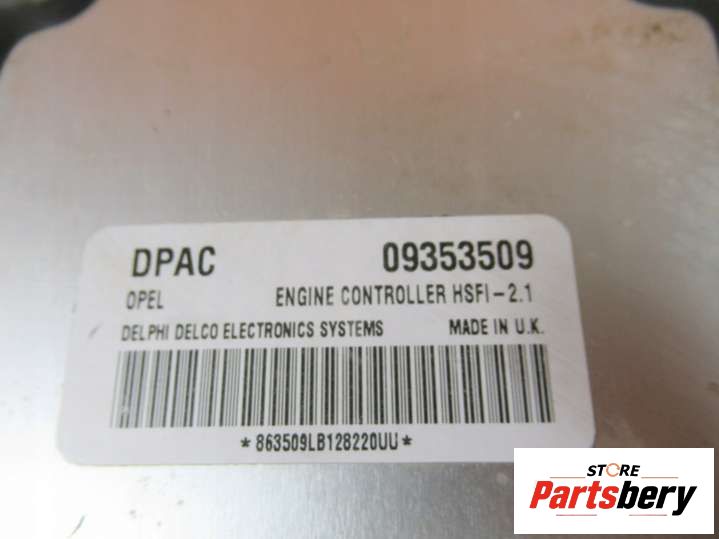 DPAC 09353509
OPEL ENGINE CONTROLLER HSFI-2.1
DELPHI DELCO ELECTRONICS SYSTEMS MADE IN U.K.
*863509LB128220UU*
STORE
Partsbery